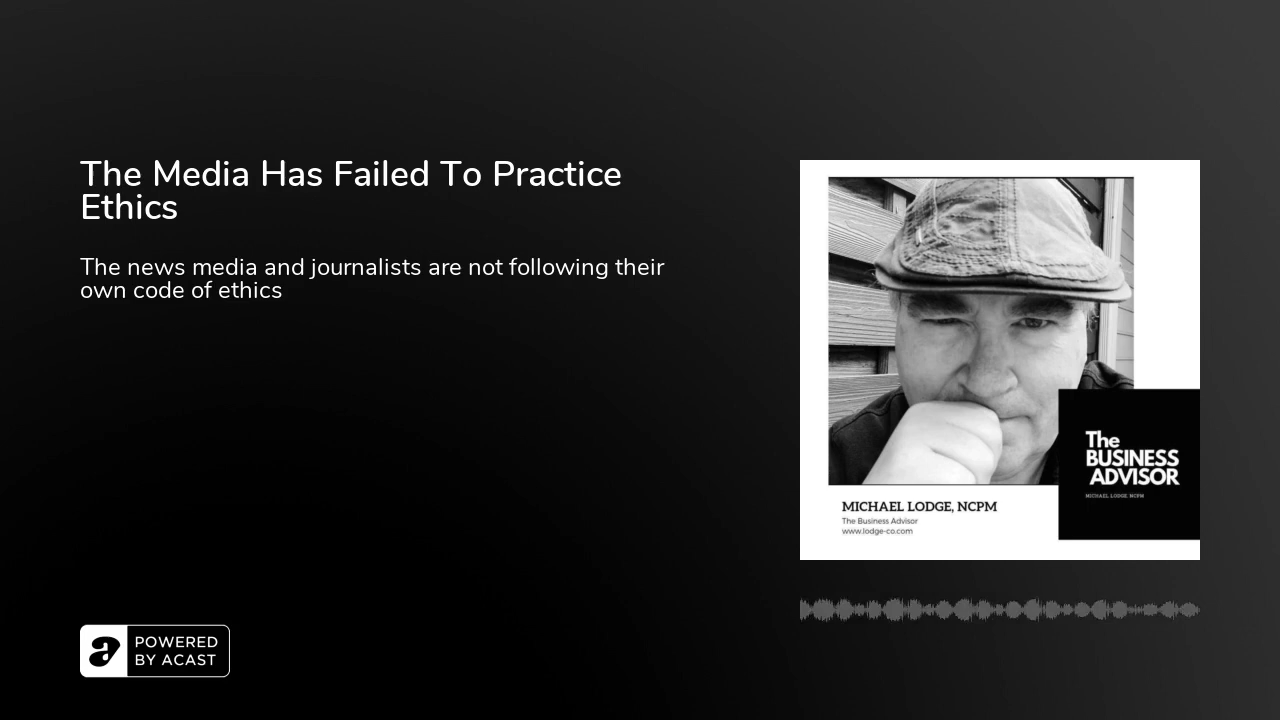 The Media Has Failed To Practice
Ethics
The news media and journalists are not following their
own code of ethics
The
BUSINESS
ADVISOR
MICHAEL LODGE, NCPM
MICHAEL LODGE, NCPM
The Business Advisor
www.lodge-co.com
a POWERED
BY ACAST